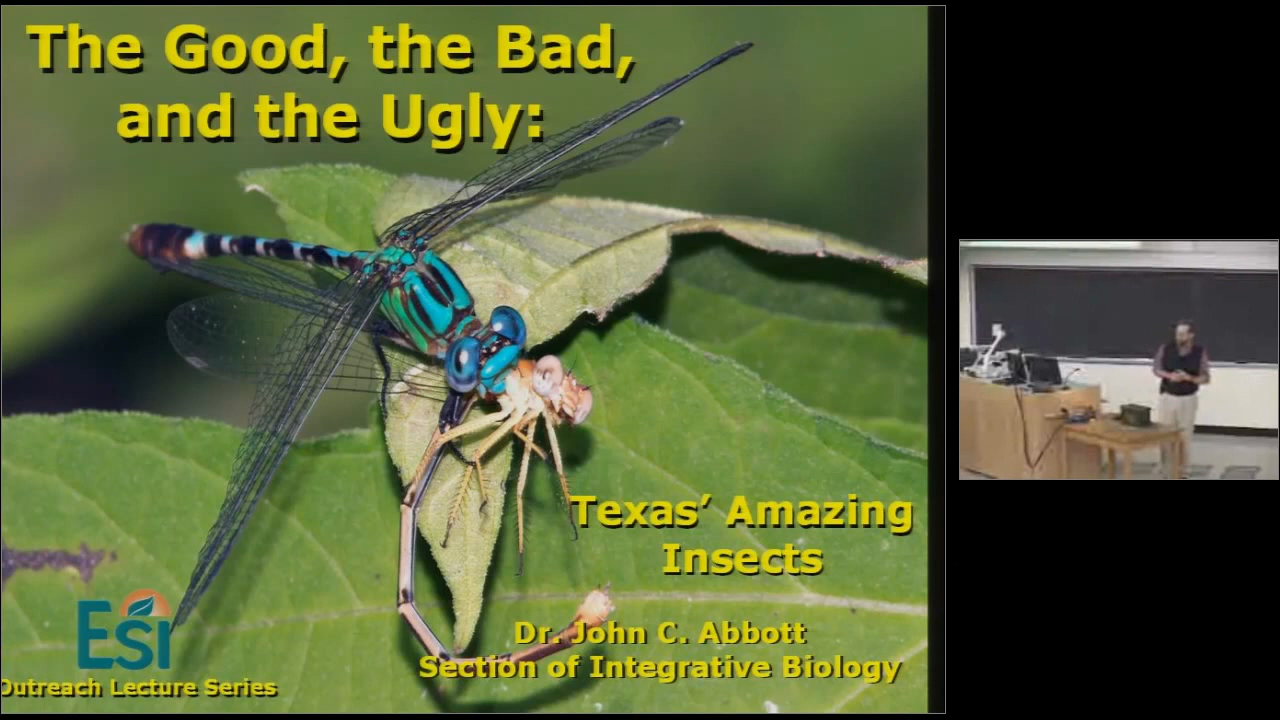 The Good, the Bad,
and the Ugly:
Texas’ Amazing
Insects
Dr. John C. Abbott
Section of Integrative Biology
ESI
Outreach Lecture Series